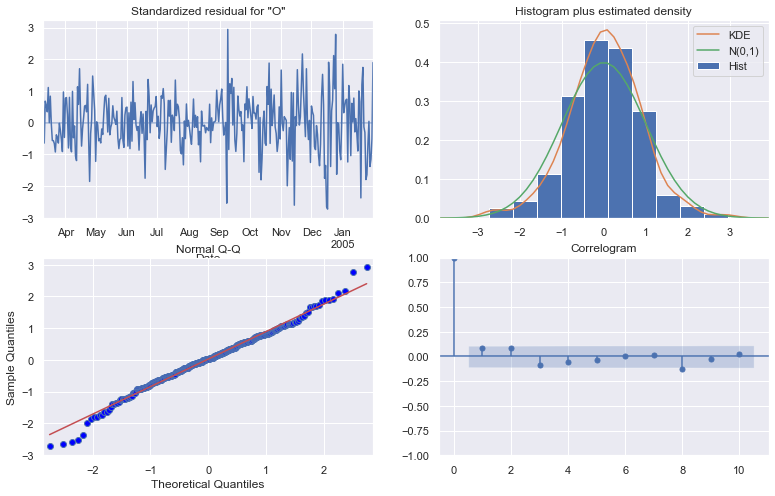 Standardized residual for "O"
3
2
1
0
−1
−2
−3
Apr May Jun Jul Aug Sep Oct Nov Dec Jan
2005
Date
Histogram plus estimated density
KDE
N(0,1)
Hist
0.5
0.4
0.3
0.2
0.1
0.0
−3 −2 −1 0 1 2 3
Normal Q-Q
Sample Quantiles
3
2
1
0
−1
−2
−3
−2 −1 0 1 2
Theoretical Quantiles
Correlogram
1.00
0.75
0.50
0.25
0.00
−0.25
−0.50
−0.75
−1.00
0 2 4 6 8 10